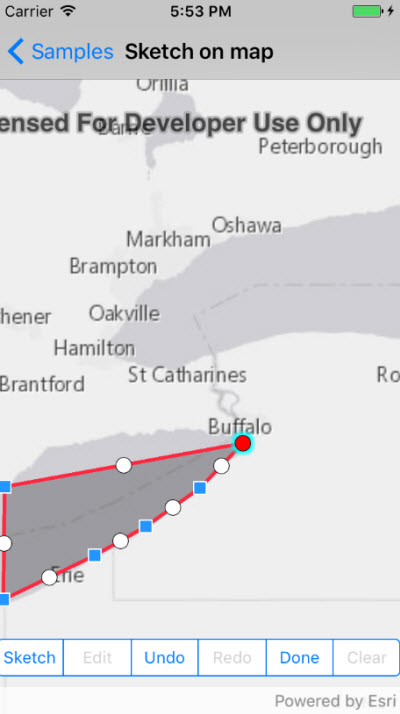 Carrier 5:53 PM
Samples Sketch on map
Orillia
ensed For Developer Use Only
Barrie
Peterborough
Oshawa
Markham
Brampton
hener Oakville
Hamilton
Brantford St Catharines Ro
Buffalo
Erie
Sketch Edit Undo Redo Done Clear
Powered by Esri